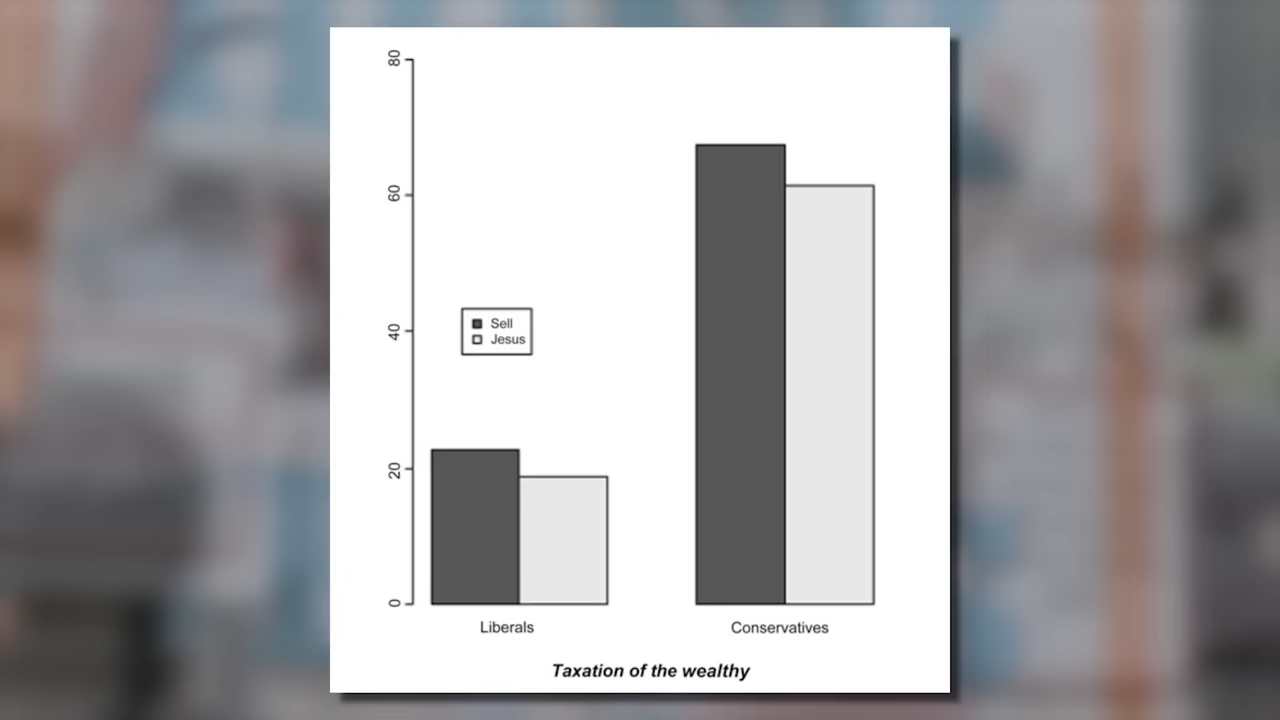 80
60
40
20
0
Sell
Jesus
Liberals Conservatives
Taxation of the wealthy